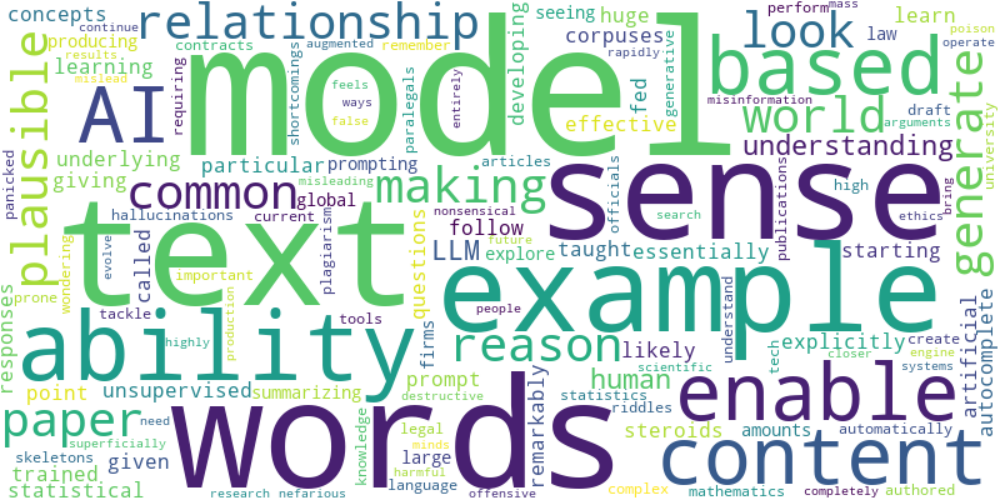 concepts
continue
producing
results
mislead
learning
plausible
AI
requiring
relationship
contracts
augmented
remember
shortcomings
feels
ways
false
paralegals
entirely
model
developing
seeing
huge
corpuses
rapidly
fed
generative
effective
perform
mass
look
law
learn
poison
operate
based
misinformation
world
draft
arguments
university
generate
understanding
underlying
giving
particular
prompting
articles
panicked
common
misleading
global
current
hallucinations
making
nonsensical
follow
sense
officials
search
publications
high
ethics
bring
wondering
evolve
called
text
important
plagiarism
questions
LLM
future
explore
taught
essentially
starting
prone
tackle
production
tools
people
example
understand
explicitly
tech
closer
create
engine
systems
artificial
autocomplete
responses
ability
highly
firms
reason
likely
scientific
point
unsupervised
summarizing
prompt
destructive
remarkably
human
statistics
riddles
enable
paper
need
superficially
skeletons
given
trained
statistical
words
knowledge
legal
minds
large
harmful
language
steroids
amounts
automatically
content
research
nefarious
offensive
complex
mathematics
completely
authored